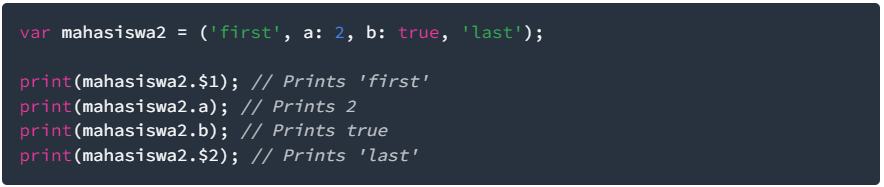 var mahasiswa2 = ('first', a: 2, b: true, 'last');
print(mahasiswa2.$1); // Prints 'first'
print(mahasiswa2.a); // Prints 2
print(mahasiswa2.b); // Prints true
print(mahasiswa2.$2); // Prints 'last'